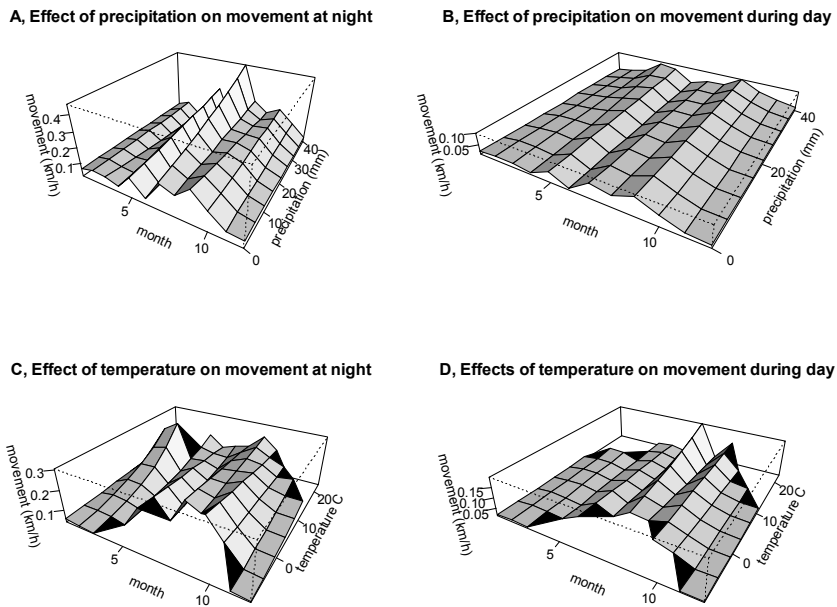 A, Effect of precipitation on movement at night
B, Effect of precipitation on movement during day
movement (km/h)
0.4
0.3
0.2
0.1
5
month
10
0
10
20
30
40
precipitation (mm)
movement (km/h)
0.10
0.05
5
month
10
0
20
40
precipitation (mm)
C, Effect of temperature on movement at night
D, Effects of temperature on movement during day
movement (km/h)
0.3
0.2
0.1
5
month
10
0
10
20
temperature C
movement (km/h)
0.15
0.10
0.05
5
month
10
0
10
20
temperature C